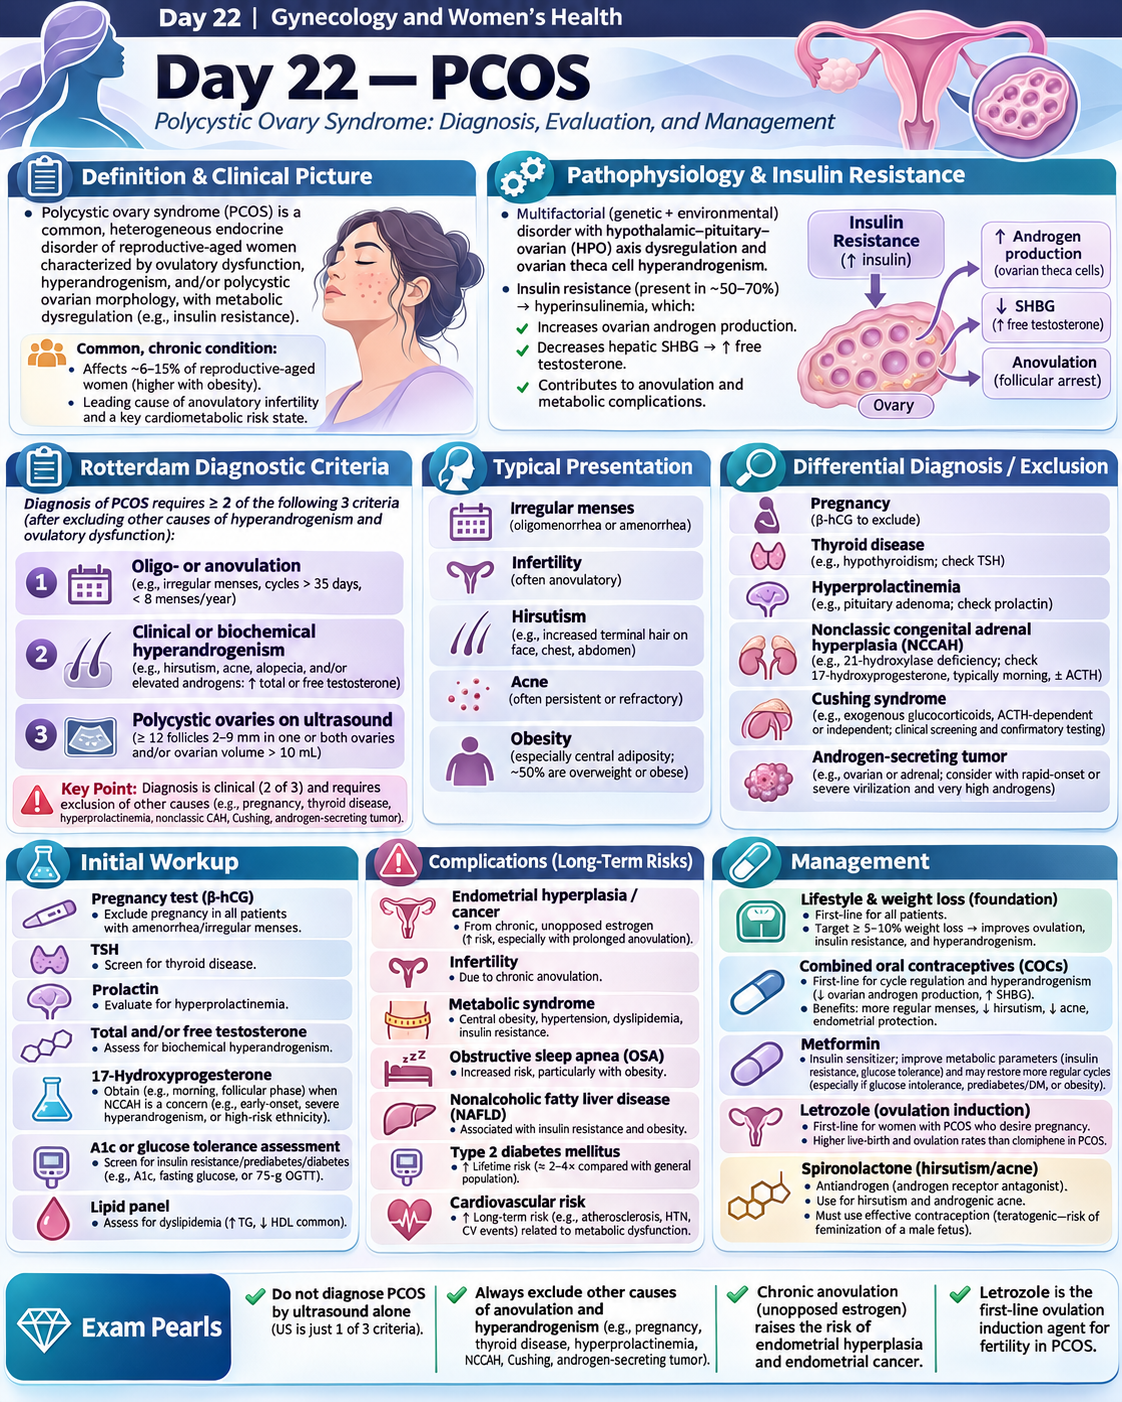 Day 22 | Gynecology and Women's Health
Day 22 — PCOS
Polycystic Ovary Syndrome: Diagnosis, Evaluation, and Management
Definition & Clinical Picture
• Polycystic ovary syndrome (PCOS) is a
common, heterogeneous endocrine
disorder of reproductive-aged women
characterized by ovulatory dysfunction,
hyperandrogenism, and/or polycystic
ovarian morphology, with metabolic
dysregulation (e.g., insulin resistance).
Common, chronic condition:
• Affects ~6–15% of reproductive-aged
women (higher with obesity).
• Leading cause of anovulatory infertility
and a key cardiometabolic risk state.
Pathophysiology & Insulin Resistance
• Multifactorial (genetic + environmental)
disorder with hypothalamic–pituitary–
ovarian (HPO) axis dysregulation and
ovarian theca cell hyperandrogenism.
• Insulin resistance (present in ~50–70%)
→ hyperinsulinemia, which:
✓ Increases ovarian androgen production.
✓ Decreases hepatic SHBG → ↑ free
testosterone.
✓ Contributes to anovulation and
metabolic complications.
Insulin
Resistance
(↑ insulin)
Ovary
↑ Androgen
production
(ovarian theca cells)
↓ SHBG
(↑ free testosterone)
Anovulation
(follicular arrest)
Rotterdam Diagnostic Criteria
Diagnosis of PCOS requires ≥ 2 of the following 3 criteria
(after excluding other causes of hyperandrogenism and
ovulatory dysfunction):
1
Oligo- or anovulation
(e.g., irregular menses, cycles > 35 days,
< 8 menses/year)
2
Clinical or biochemical
hyperandrogenism
(e.g., hirsutism, acne, alopecia, and/or
elevated androgens: ↑ total or free testosterone)
3
Polycystic ovaries on ultrasound
(≥ 12 follicles 2–9 mm in one or both ovaries
and/or ovarian volume > 10 mL)
Key Point: Diagnosis is clinical (2 of 3) and requires
exclusion of other causes (e.g., pregnancy, thyroid disease,
hyperprolactinemia, nonclassic CAH, Cushing, androgen-secreting tumor).
Typical Presentation
Irregular menses
(oligomenorrhea or amenorrhea)
Infertility
(often anovulatory)
Hirsutism
(e.g., increased terminal hair on
face, chest, abdomen)
Acne
(often persistent or refractory)
Obesity
(especially central adiposity;
~50% are overweight or obese)
Differential Diagnosis / Exclusion
Pregnancy
(β-hCG to exclude)
Thyroid disease
(e.g., hypothyroidism; check TSH)
Hyperprolactinemia
(e.g., pituitary adenoma; check prolactin)
Nonclassic congenital adrenal
hyperplasia (NCCAH)
(e.g., 21-hydroxylase deficiency; check
17-hydroxyprogesterone, typically morning, ± ACTH)
Cushing syndrome
(e.g., exogenous glucocorticoids, ACTH-dependent
or independent; clinical screening and confirmatory testing)
Androgen-secreting tumor
(e.g., ovarian or adrenal; consider with rapid-onset or
severe virilization and very high androgens)
Initial Workup
Pregnancy test (β-hCG)
• Exclude pregnancy in all patients
with amenorrhea/irregular menses.
TSH
• Screen for thyroid disease.
Prolactin
• Evaluate for hyperprolactinemia.
Total and/or free testosterone
• Assess for biochemical hyperandrogenism.
17-Hydroxyprogesterone
• Obtain (e.g., morning, follicular phase) when
NCCAH is a concern (e.g., early-onset, severe
hyperandrogenism, or high-risk ethnicity).
A1c or glucose tolerance assessment
• Screen for insulin resistance/prediabetes/diabetes
(e.g., A1c, fasting glucose, or 75-g OGTT).
Lipid panel
• Assess for dyslipidemia (↑ TG, ↓ HDL common).
Complications (Long-Term Risks)
Endometrial hyperplasia /
cancer
• From chronic, unopposed estrogen
(↑ risk, especially with prolonged anovulation).
Infertility
• Due to chronic anovulation.
Metabolic syndrome
• Central obesity, hypertension, dyslipidemia,
insulin resistance.
zzZ
Obstructive sleep apnea (OSA)
• Increased risk, particularly with obesity.
Nonalcoholic fatty liver disease
(NAFLD)
• Associated with insulin resistance and obesity.
Type 2 diabetes mellitus
• ↑ Lifetime risk (≈ 2–4× compared with general
population).
Cardiovascular risk
• ↑ Long-term risk (e.g., atherosclerosis, HTN,
CV events) related to metabolic dysfunction.
Management
Lifestyle & weight loss (foundation)
• First-line for all patients.
• Target ≥ 5–10% weight loss → improves ovulation,
insulin resistance, and hyperandrogenism.
Combined oral contraceptives (COCs)
• First-line for cycle regulation and hyperandrogenism
(↓ ovarian androgen production, ↑ SHBG).
• Benefits: more regular menses, ↓ hirsutism, ↓ acne,
endometrial protection.
Metformin
• Insulin sensitizer; improve metabolic parameters (insulin
resistance, glucose tolerance) and may restore more regular cycles
(especially if glucose intolerance, prediabetes/DM, or obesity).
Letrozole (ovulation induction)
• First-line for women with PCOS who desire pregnancy.
• Higher live-birth and ovulation rates than clomiphene in PCOS.
Spironolactone (hirsutism/acne)
• Antiandrogen (androgen receptor antagonist).
• Use for hirsutism and androgenic acne.
• Must use effective contraception (teratogenic—risk of
feminization of a male fetus).
Exam Pearls
✓ Do not diagnose PCOS
by ultrasound alone
(US is just 1 of 3 criteria).
✓ Always exclude other causes
of anovulation and
hyperandrogenism (e.g., pregnancy,
thyroid disease, hyperprolactinemia,
NCCAH, Cushing, androgen-secreting tumor).
✓ Chronic anovulation
(unopposed estrogen)
raises the risk of
endometrial hyperplasia
and endometrial cancer.
✓ Letrozole is the
first-line ovulation
induction agent for
fertility in PCOS.